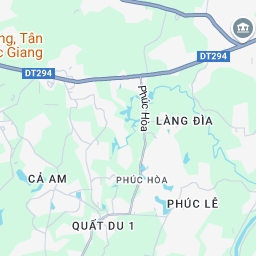 ng, Tân
c Giang
DT294
DT294
Phúc Hòa
LÀNG ĐÌA
CẢ AM
PHÚC HÒA
PHÚC LÊ
QUẤT DU 1